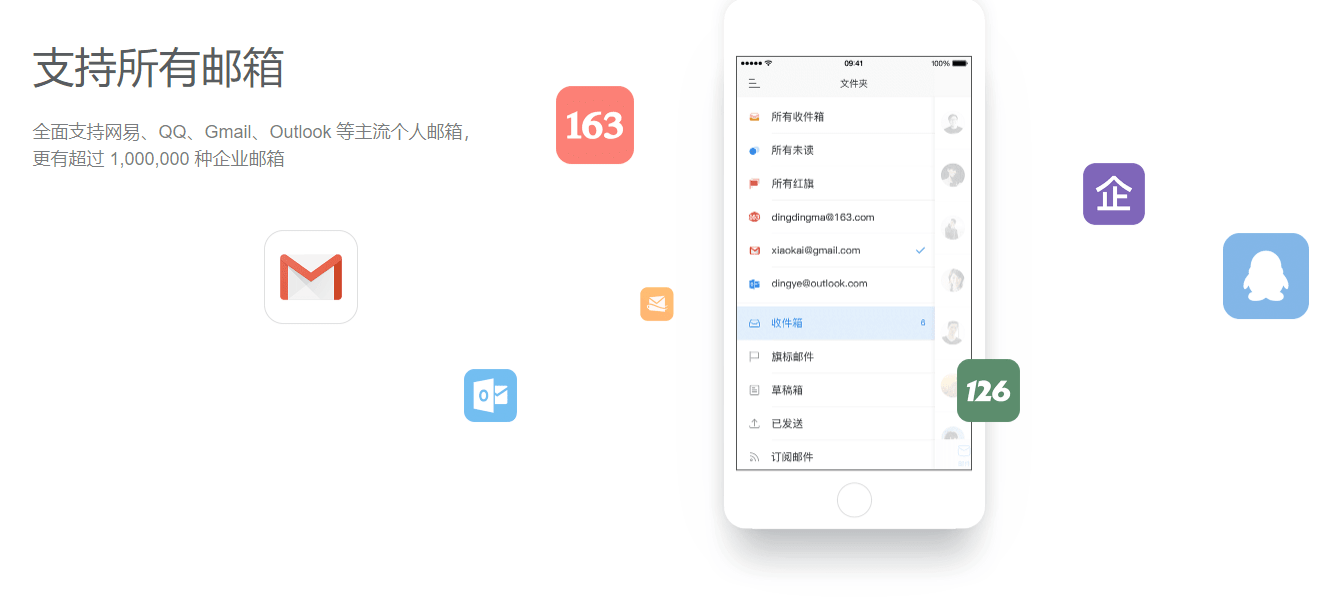 支持所有邮箱
全面支持网易、QQ、Gmail、Outlook 等主流个人邮箱，
更有超过 1,000,000 种企业邮箱
163
企
126
09:41
100%
文件夹
所有收件箱
所有未读
所有红旗
dingdingma@163.com
xiaokai@gmail.com
dingye@outlook.com
收件箱
6
旗标邮件
草稿箱
已发送
订阅邮件